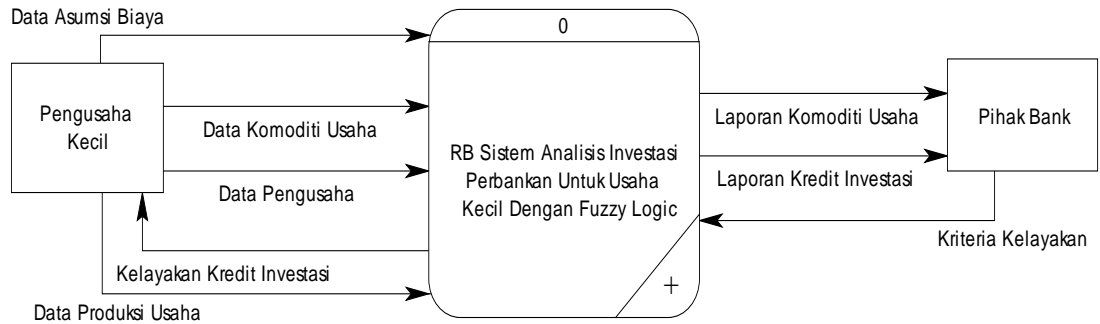 Data Asumsi Biaya
0
Pengusaha
Kecil
Data Komoditi Usaha
Data Pengusaha
Kelayakan Kredit Investasi
Data Produksi Usaha
RB Sistem Analisis Investasi
Perbankan Untuk Usaha
Kecil Dengan Fuzzy Logic
+
Laporan Komoditi Usaha
Laporan Kredit Investasi
Pihak Bank
Kriteria Kelayakan